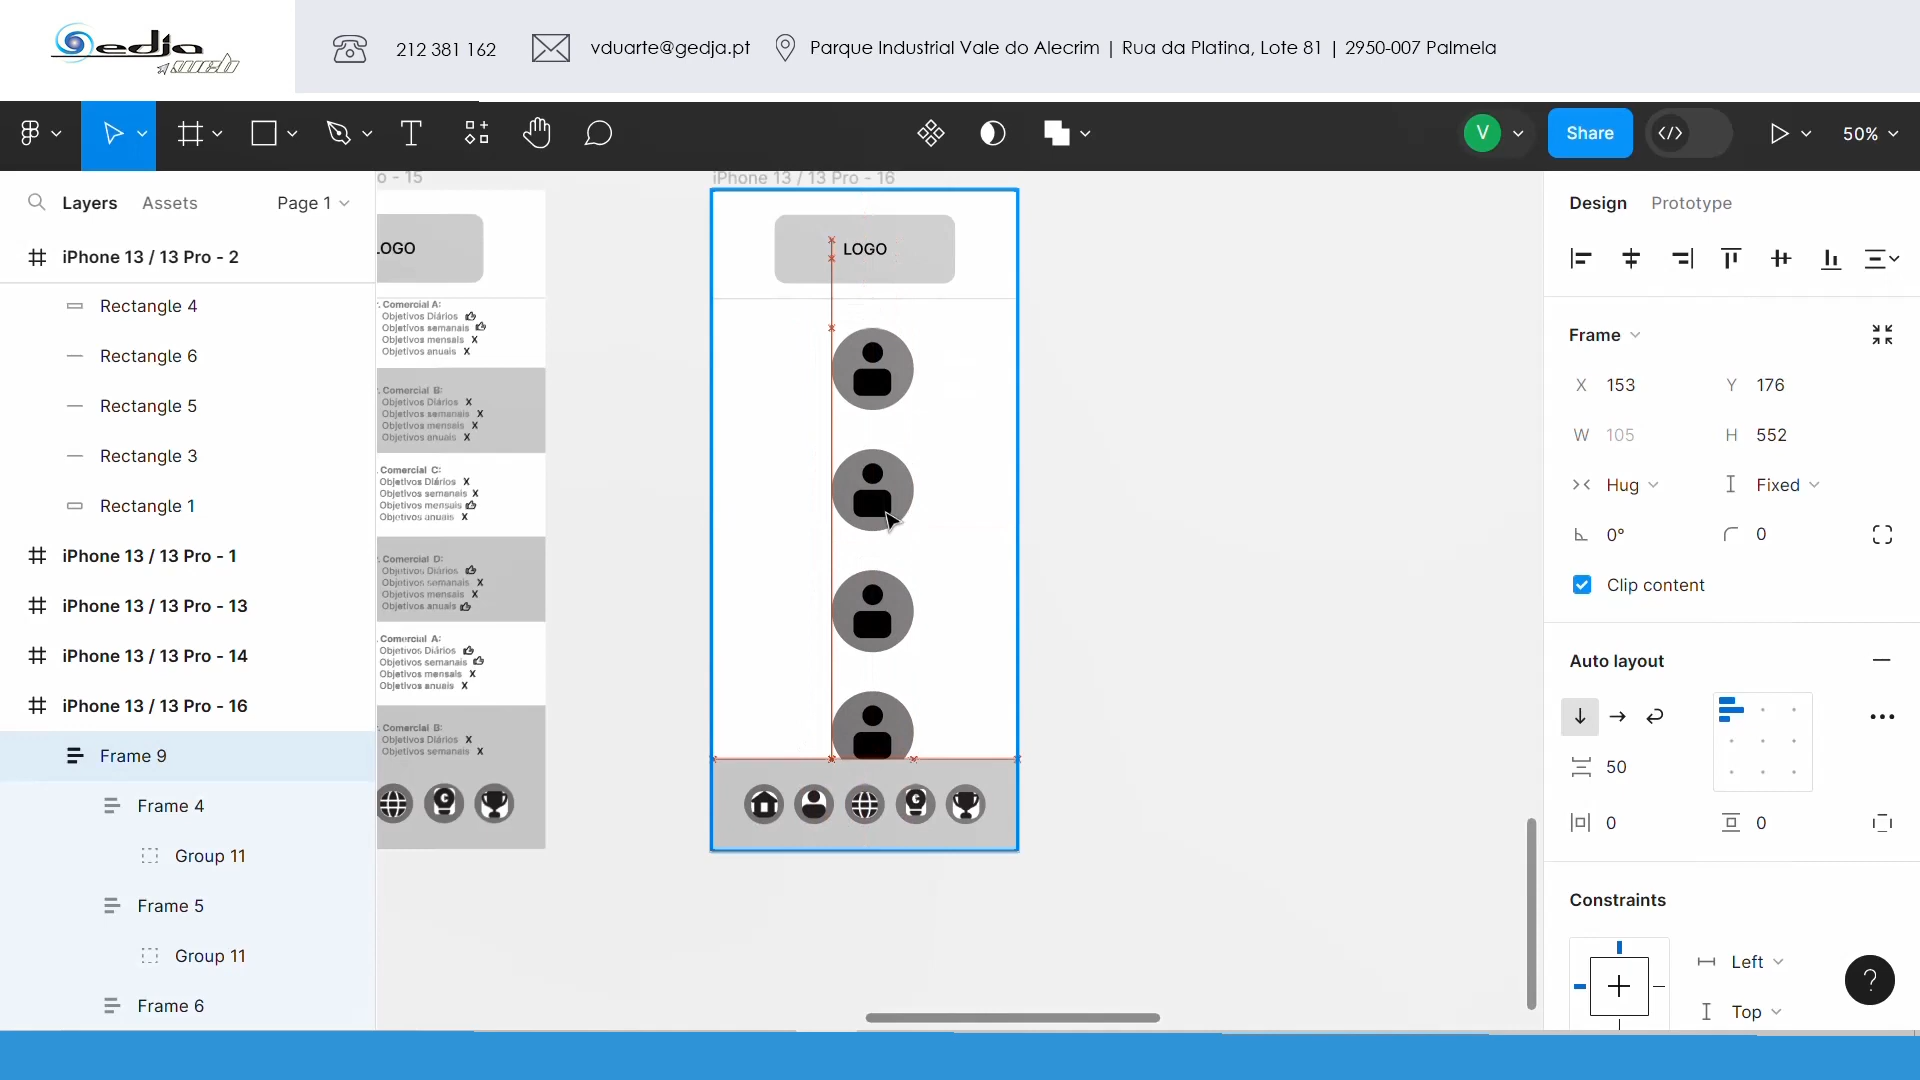 Gedja
web
212 381 162
vduarte@gedja.pt
Parque Industrial Vale do Alecrim | Rua da Platina, Lote 81 | 2950-007 Palmela
V
Share
50%
Layers
Assets
Page 1
iPhone 13 / 13 Pro - 2
Rectangle 4
Rectangle 6
Rectangle 5
Rectangle 3
Rectangle 1
iPhone 13 / 13 Pro - 1
iPhone 13 / 13 Pro - 13
iPhone 13 / 13 Pro - 14
iPhone 13 / 13 Pro - 16
Frame 9
Frame 4
Group 11
Frame 5
Group 11
Frame 6
o - 15
LOGO
. Comercial A:
Objetivos Diários
Objetivos semanais
Objetivos mensais X
Objetivos anuais X
. Comercial B:
Objetivos Diários X
Objetivos semanais X
Objetivos mensais X
Objetivos anuais X
Comercial C:
Objetivos Diários X
Objetivos semanais X
Objetivos mensais
Objetivos anuais X
. Comercial D:
Objetivos Diários
Objetivos semanais X
Objetivos mensais X
Objetivos anuais
. Comercial A:
Objetivos Diários
Objetivos semanais
Objetivos mensais X
Objetivos anuais X
. Comercial B:
Objetivos Diários X
Objetivos semanais X
iPhone 13 / 13 Pro - 16
LOGO
Design
Prototype
Frame
X 153
Y 176
W 105
H 552
Hug
Fixed
0°
0
Clip content
Auto layout
50
0
0
Constraints
Left
Top
?